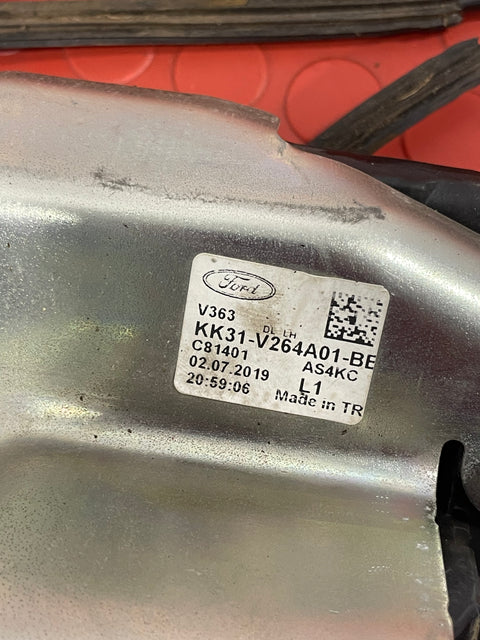 Ford
V363
DL LH
KK31-V264A01-BE
C81401
AS4KC
02.07.2019
L1
20:59:06
Made in TR